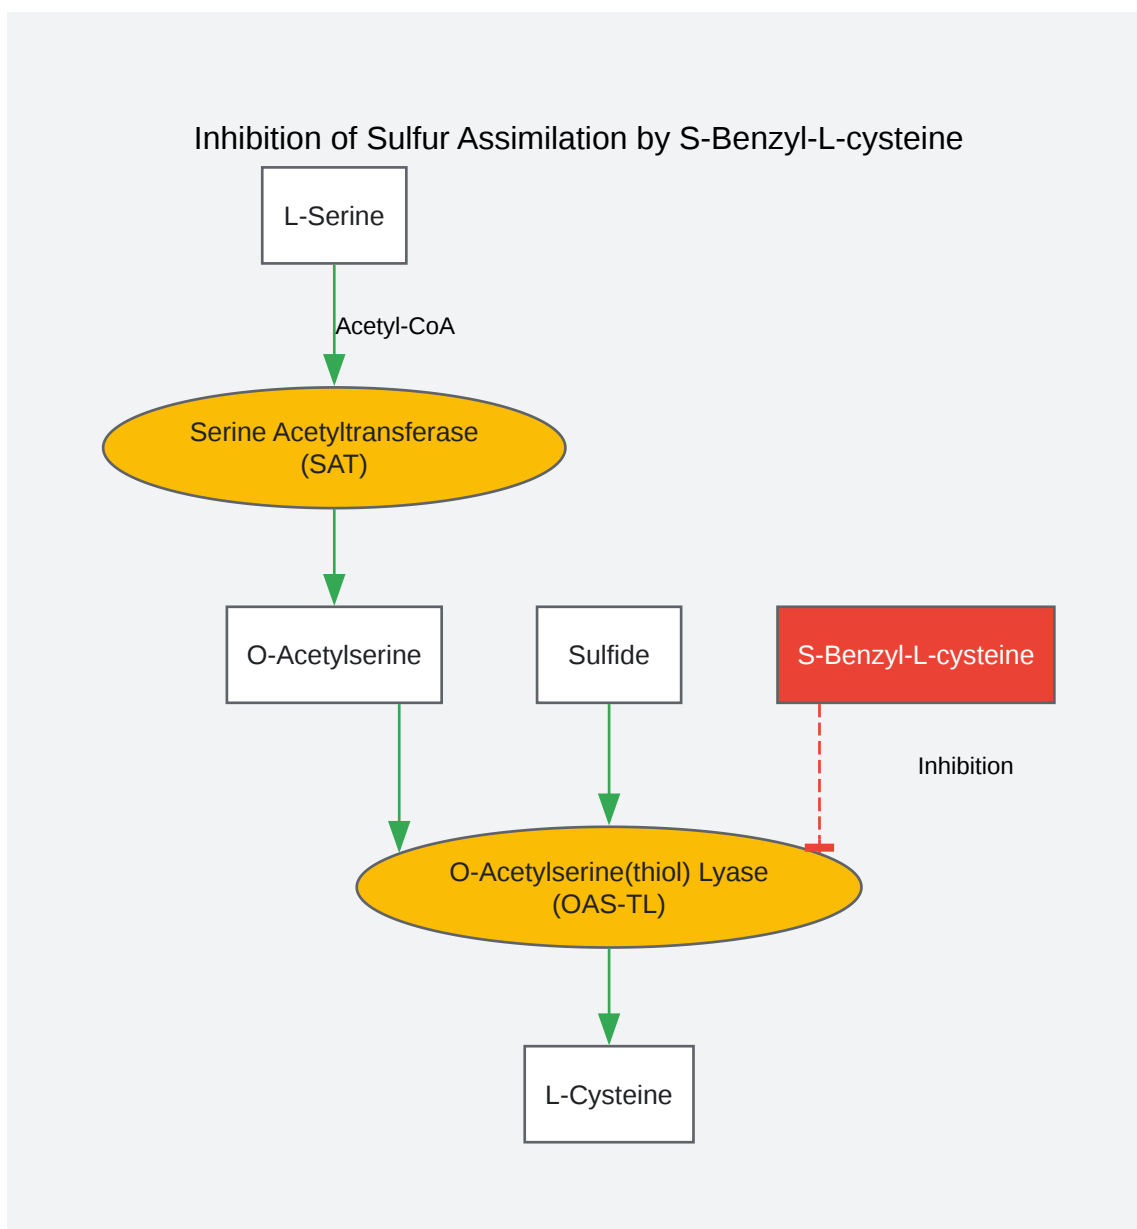 Inhibition of Sulfur Assimilation by S-Benzyl-L-cysteine
L-Serine
Acetyl-CoA
Serine Acetyltransferase
(SAT)
O-Acetylserine
Sulfide
S-Benzyl-L-cysteine
Inhibition
O-Acetylserine(thiol) Lyase
(OAS-TL)
L-Cysteine